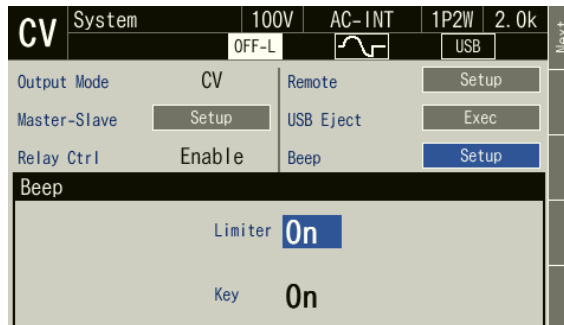 CV System 100V AC-INT 1P2W 2.0k Next
OFF-L USB
Output Mode CV Remote Setup
Master-Slave Setup USB Eject Exec
Relay Ctrl Enable Beep Setup
Beep
Limiter On
Key On